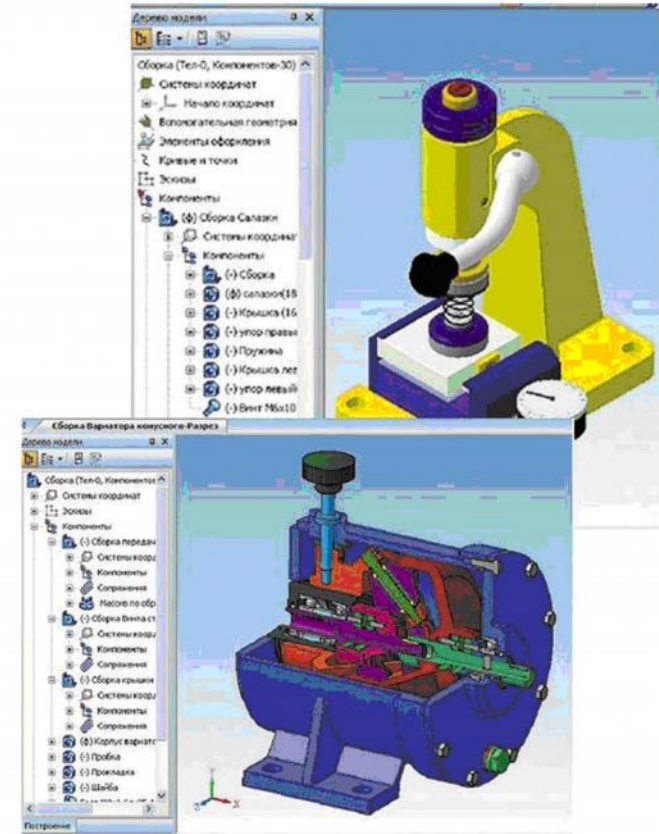 Дерево модели
Сборка (Тел-0, Компонентов-30)
Системы координат
Начало координат
Вспомогательная геометрия
Элементы оформления
Кривые и точки
Эскизы
Компоненты
(ф) Сборка Салазки
Системы координат
Компоненты
(-) Сборка
(ф) салазки(18
(-) Крышка (16
(-) упор правы
(-) Пружина
(-) Крышка лев
(-) упор левый
(-) Винт М6х10
Сборка Вариатора конусного-Разрез
Дерево модели
Сборка (Тел-0, Компонентов
Системы координат
Эскизы
Компоненты
(-) Сборка передач
Системы коорд
Компоненты
Сопряжения
Массив по обр
(-) Сборка Винта ст
Системы коорд
Компоненты
Сопряжения
(-) Сборка крышки
Системы коорд
Компоненты
Сопряжения
(ф) Корпус вариато
(-) Пробка
(-) Прокладка
(-) Шайба
Y
Z
X
Построение